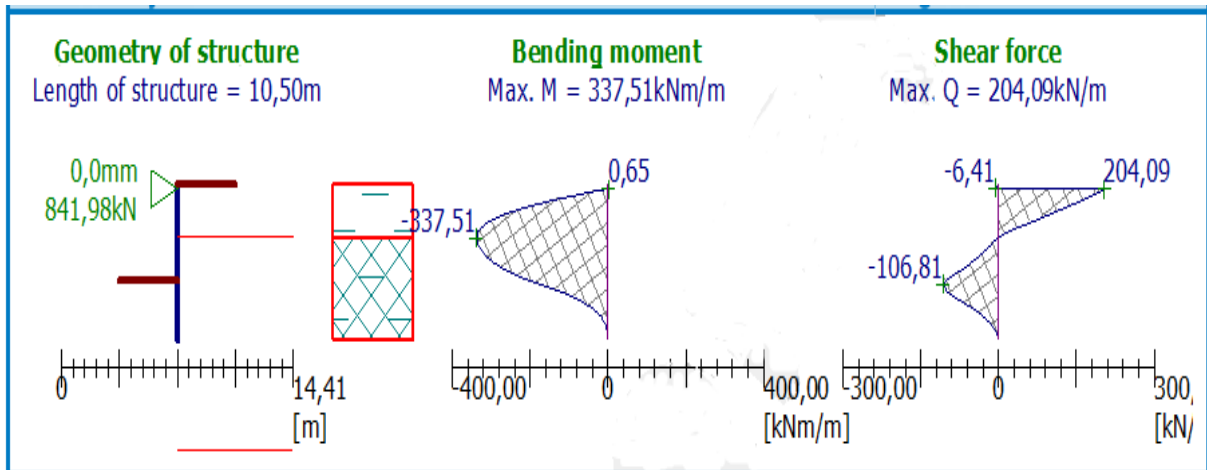 Geometry of structure
Length of structure = 10,50m
0,0mm
841,98kN
0
14,41
[m]
Bending moment
Max. M = 337,51kNm/m
0,65
-337,51
-400,00
0
400,00
[kNm/m]
Shear force
Max. Q = 204,09kN/m
-6,41
204,09
-106,81
-300,00
0
300,
[kN/